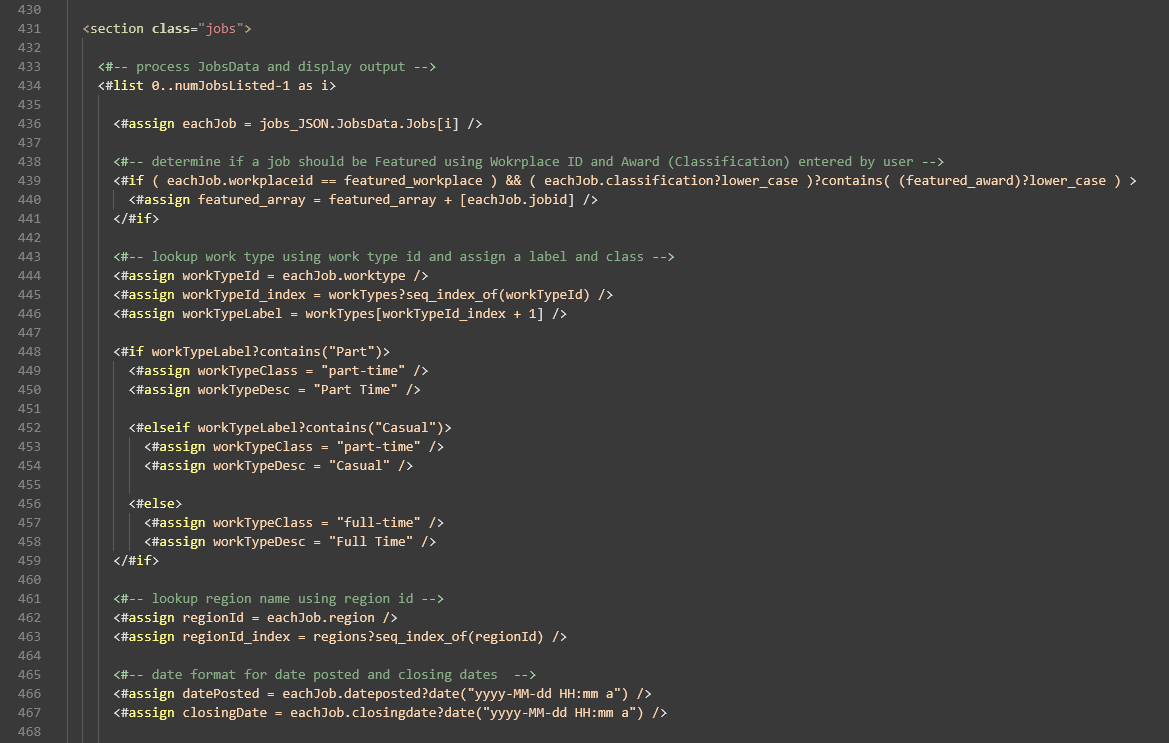 430
431 <section class="jobs">
432
433 <#-- process JobsData and display output -->
434 <#list 0..numJobsListed-1 as i>
435
436 <#assign eachJob = jobs_JSON.JobsData.Jobs[i] />
437
438 <#-- determine if a job should be Featured using Wokrplace ID and Award (Classification) entered by user -->
439 <#if ( eachJob.workplaceid == featured_workplace ) && ( eachJob.classification?lower_case )?contains( (featured_award)?lower_case ) >
440 <#assign featured_array = featured_array + [eachJob.jobid] />
441 </#if>
442
443 <#-- lookup work type using work type id and assign a label and class -->
444 <#assign workTypeId = eachJob.worktype />
445 <#assign workTypeId_index = workTypes?seq_index_of(workTypeId) />
446 <#assign workTypeLabel = workTypes[workTypeId_index + 1] />
447
448 <#if workTypeLabel?contains("Part")>
449 <#assign workTypeClass = "part-time" />
450 <#assign workTypeDesc = "Part Time" />
451
452 <#elseif workTypeLabel?contains("Casual")>
453 <#assign workTypeClass = "part-time" />
454 <#assign workTypeDesc = "Casual" />
455
456 <#else>
457 <#assign workTypeClass = "full-time" />
458 <#assign workTypeDesc = "Full Time" />
459 </#if>
460
461 <#-- lookup region name using region id -->
462 <#assign regionId = eachJob.region />
463 <#assign regionId_index = regions?seq_index_of(regionId) />
464
465 <#-- date format for date posted and closing dates  -->
466 <#assign datePosted = eachJob.dateposted?date("yyyy-MM-dd HH:mm a") />
467 <#assign closingDate = eachJob.closingdate?date("yyyy-MM-dd HH:mm a") />
468